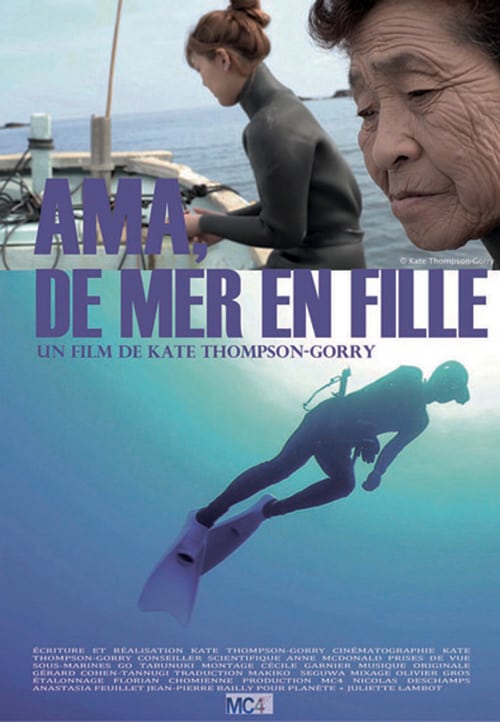 © Kate Thompson-Gorry
AMA,
DE MER EN FILLE
UN FILM DE KATE THOMPSON-GORRY
ÉCRITURE ET RÉALISATION KATE THOMPSON-GORRY CINÉMATOGRAPHIE KATE
THOMPSON-GORRY CONSEILLER SCIENTIFIQUE ANNE MCDONALD PRISES DE VUE
SOUS-MARINES GO TABUNUKI MONTAGE CÉCILE GARNIER MUSIQUE ORIGINALE
GÉRARD COHEN-TANNUGI TRADUCTION MAKIKO SEGUWA MIXAGE OLIVIER GROS
ÉTALONNAGE FLORIAN CHOMIENNE PRODUCTION MC4 NICOLAS DESCHAMPS
ANASTASIA FEUILLET JEAN-PIERRE BAILLY POUR PLANÈTE + JULIETTE LAMBOT
MC4